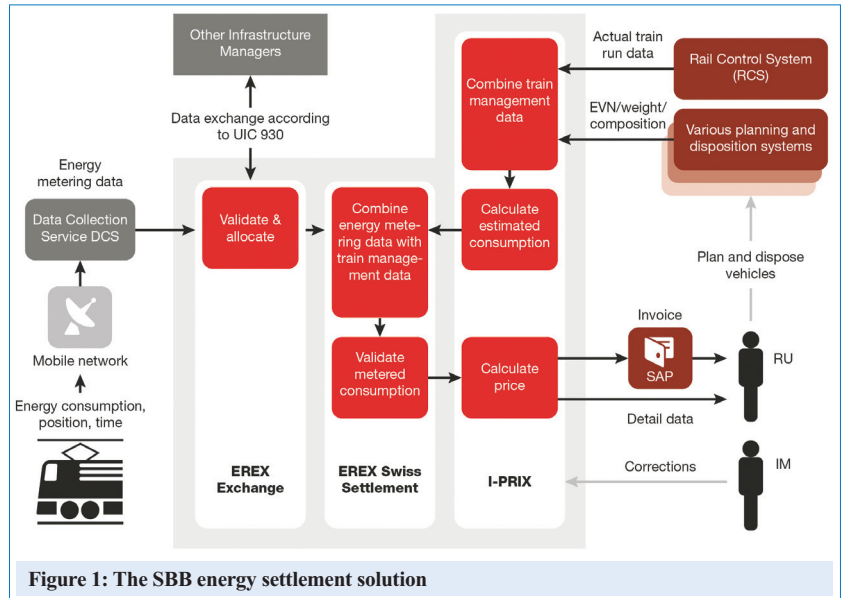 Other Infrastructure
Managers
Data exchange according
to UIC 930
Energy
metering data
Data Collection
Service DCS
Mobile network
Energy consumption,
position, time
Validate &
allocate
EREX
Exchange
Combine
energy mete-
ring data with
train manage-
ment data
Validate
metered
consumption
EREX Swiss
Settlement
Combine train
management
data
Calculate
estimated
consumption
Calculate
price
I-PRIX
Actual train
run data
Rail Control System
(RCS)
EVN/weight/
composition
Various planning and
disposition systems
Plan and dispose
vehicles
Invoice
SAP
RU
Detail data
IM
Corrections
Figure 1: The SBB energy settlement solution